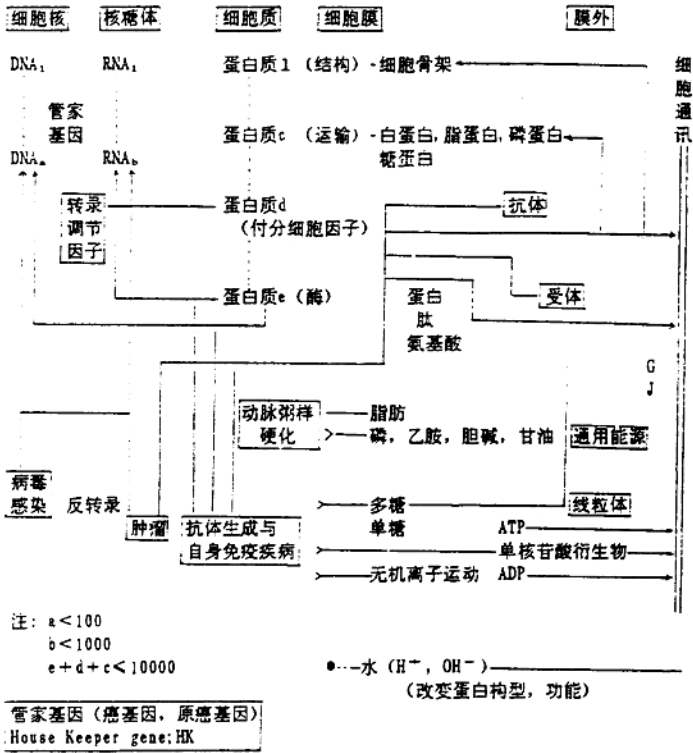 细胞核 核糖体 细胞质 细胞膜 膜外
DNA₁ RNA₁ 蛋白质1 (结构) -细胞骨架
细胞通讯
管家
基因
蛋白质c (运输) -白蛋白, 脂蛋白, 磷蛋白
糖蛋白
DNAₐ RNA_b
转录
调节
因子
蛋白质d
(付分细胞因子)
抗体
蛋白质e (酶)
蛋白
肽
氨基酸
受体
G
J
动脉粥样
硬化
脂肪
磷, 乙胺, 胆碱, 甘油
通用能源
病毒
感染
反转录
肿瘤
抗体生成与
自身免疫疾病
多糖
单糖
线粒体
ATP
单核苷酸衍生物
无机离子运动 ADP
注: a<100
b<1000
e+d+c<10000
水 (H⁺, OH⁻)
(改变蛋白构型, 功能)
管家基因 (癌基因, 原癌基因)
House Keeper gene;HK